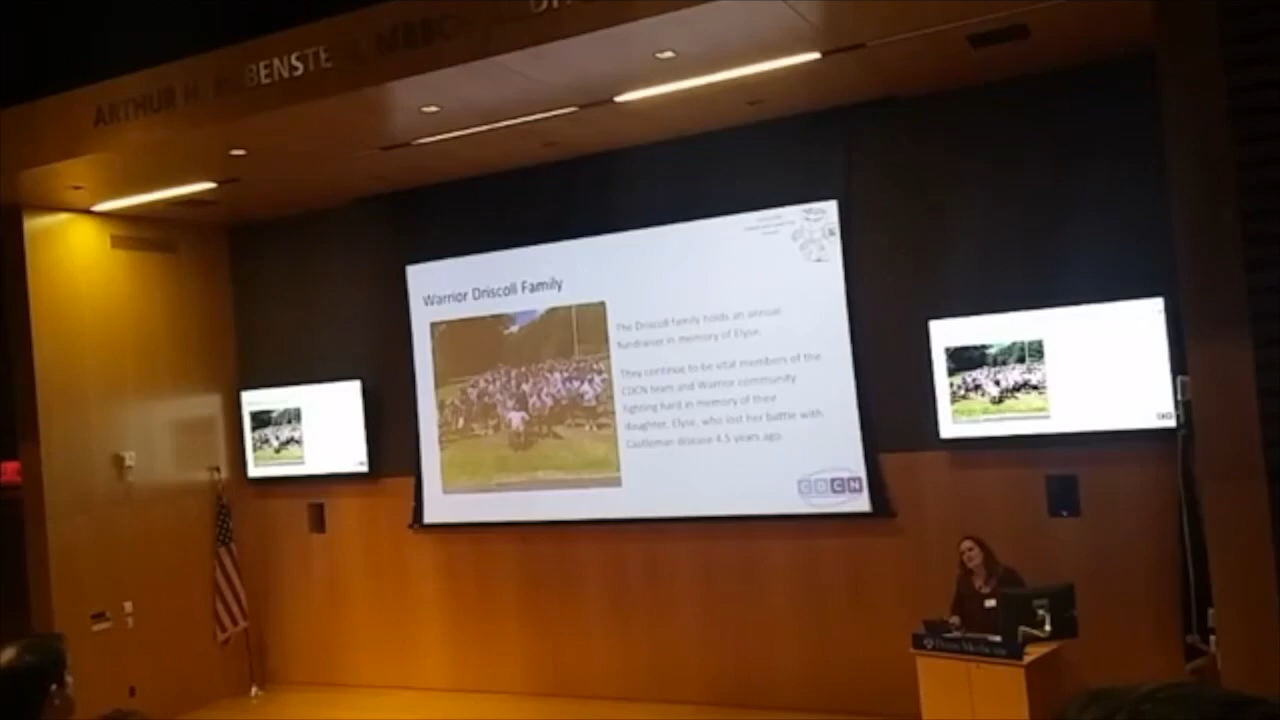 ARTHUR H. RUBENSTE
Warrior Driscoll Family
The Driscoll family holds an annual
fundraiser in memory of Elyse.
They continue to be vital members of the
CDCN team and Warrior community
fighting hard in memory of their
daughter, Elyse, who lost her battle with
Castleman disease 4.5 years ago.
CDCN
Penn Medicine